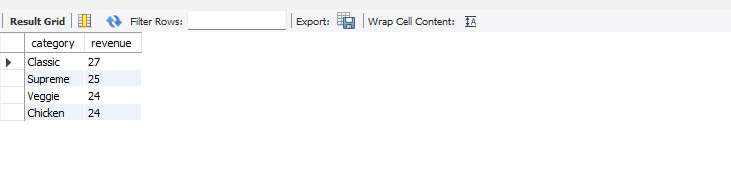 Result Grid Filter Rows: Export: Wrap Cell Content:
category revenue
Classic 27
Supreme 25
Veggie 24
Chicken 24